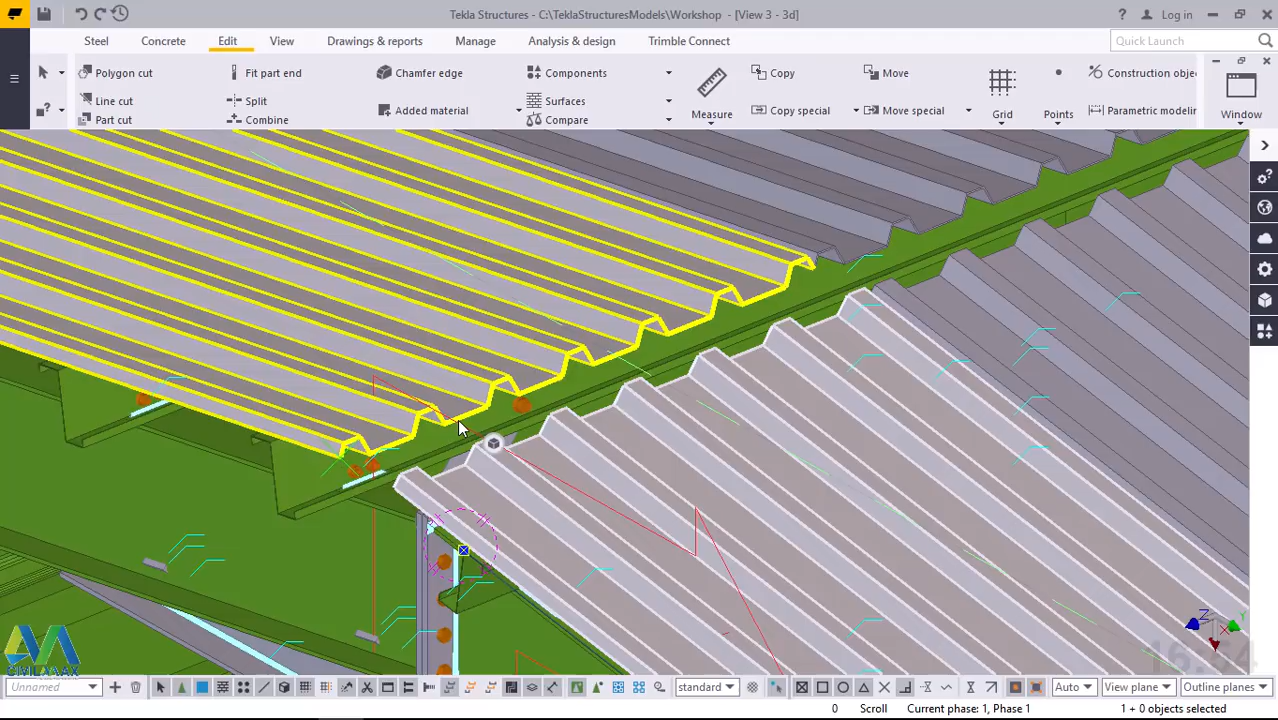 Tekla Structures - C:\TeklaStructuresModels\Workshop - [View 3 - 3d]
? Log in
Steel Concrete Edit View Drawings & reports Manage Analysis & design Trimble Connect Quick Launch
Polygon cut Fit part end Chamfer edge Components Copy Move Construction obje
Line cut Split Added material Surfaces Measure Copy special Move special Grid Points Parametric modelin Window
Part cut Combine Compare
Z Y X
16:54
CIVILMAX
Unnamed standard Auto View plane Outline planes
0 Scroll Current phase: 1, Phase 1 1 + 0 objects selected